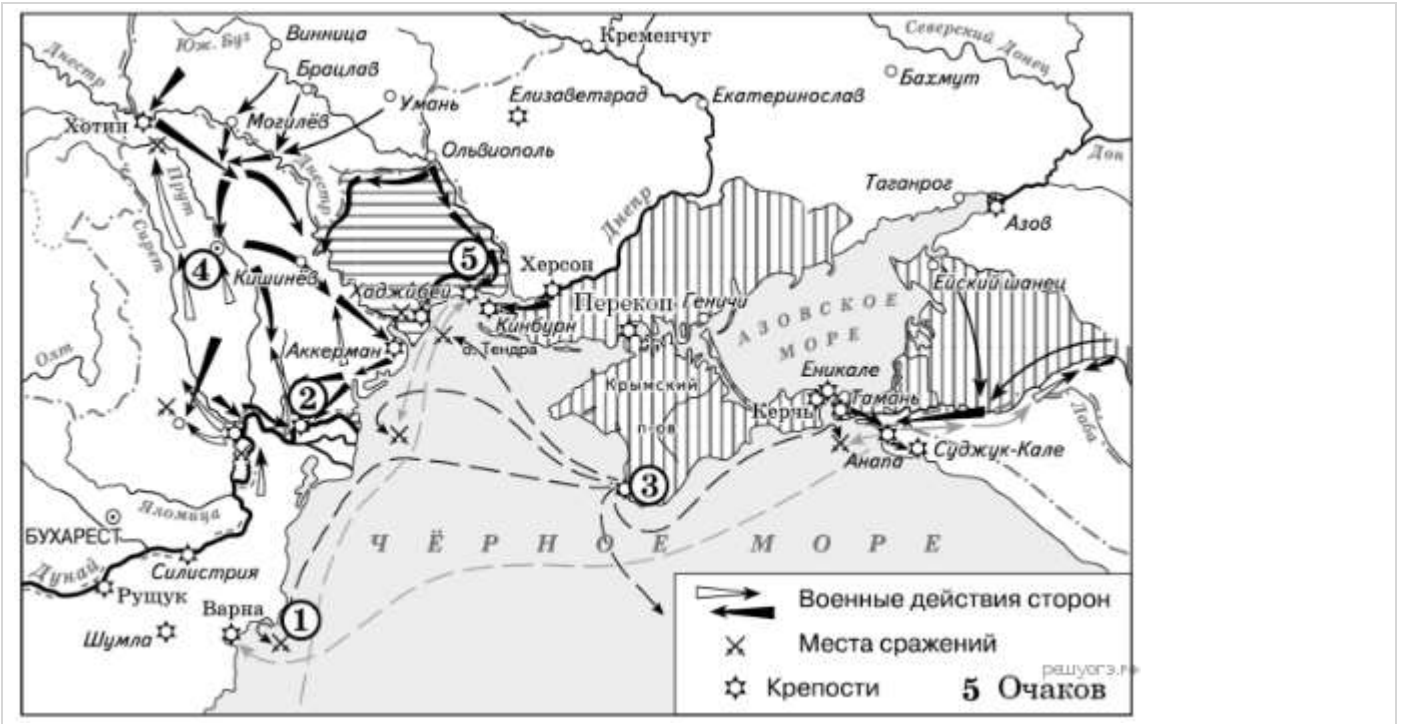 Винница
Юж. Буг
Кременчуг
Северский Донец
Днестр
Брацлав
Бахмут
Умань
Елизаветград
Екатеринослав
Хотин
Могилёв
Ольвиополь
Днестр
Дон
Прут
Таганрог
Сирет
Днепр
Азов
4
5
Кишинёв
Херсон
Хаджибей
Перекоп
Геничи
Ейский шанец
Кинбурн
АЗОВСКОЕ
МОРЕ
Олт
Аккерман
о. Тендра
Еникале
2
Крымский
п-ов
Керчь
Тамань
Лаба
Анапа
Суджук-Кале
3
Яломица
БУХАРЕСТ
ЧЁРНОЕ МОРЕ
Дунай
Силистрия
Рущук
Варна
1
Шумла
Военные действия сторон
Места сражений
Крепости
5 Очаков
решуогэ.рф